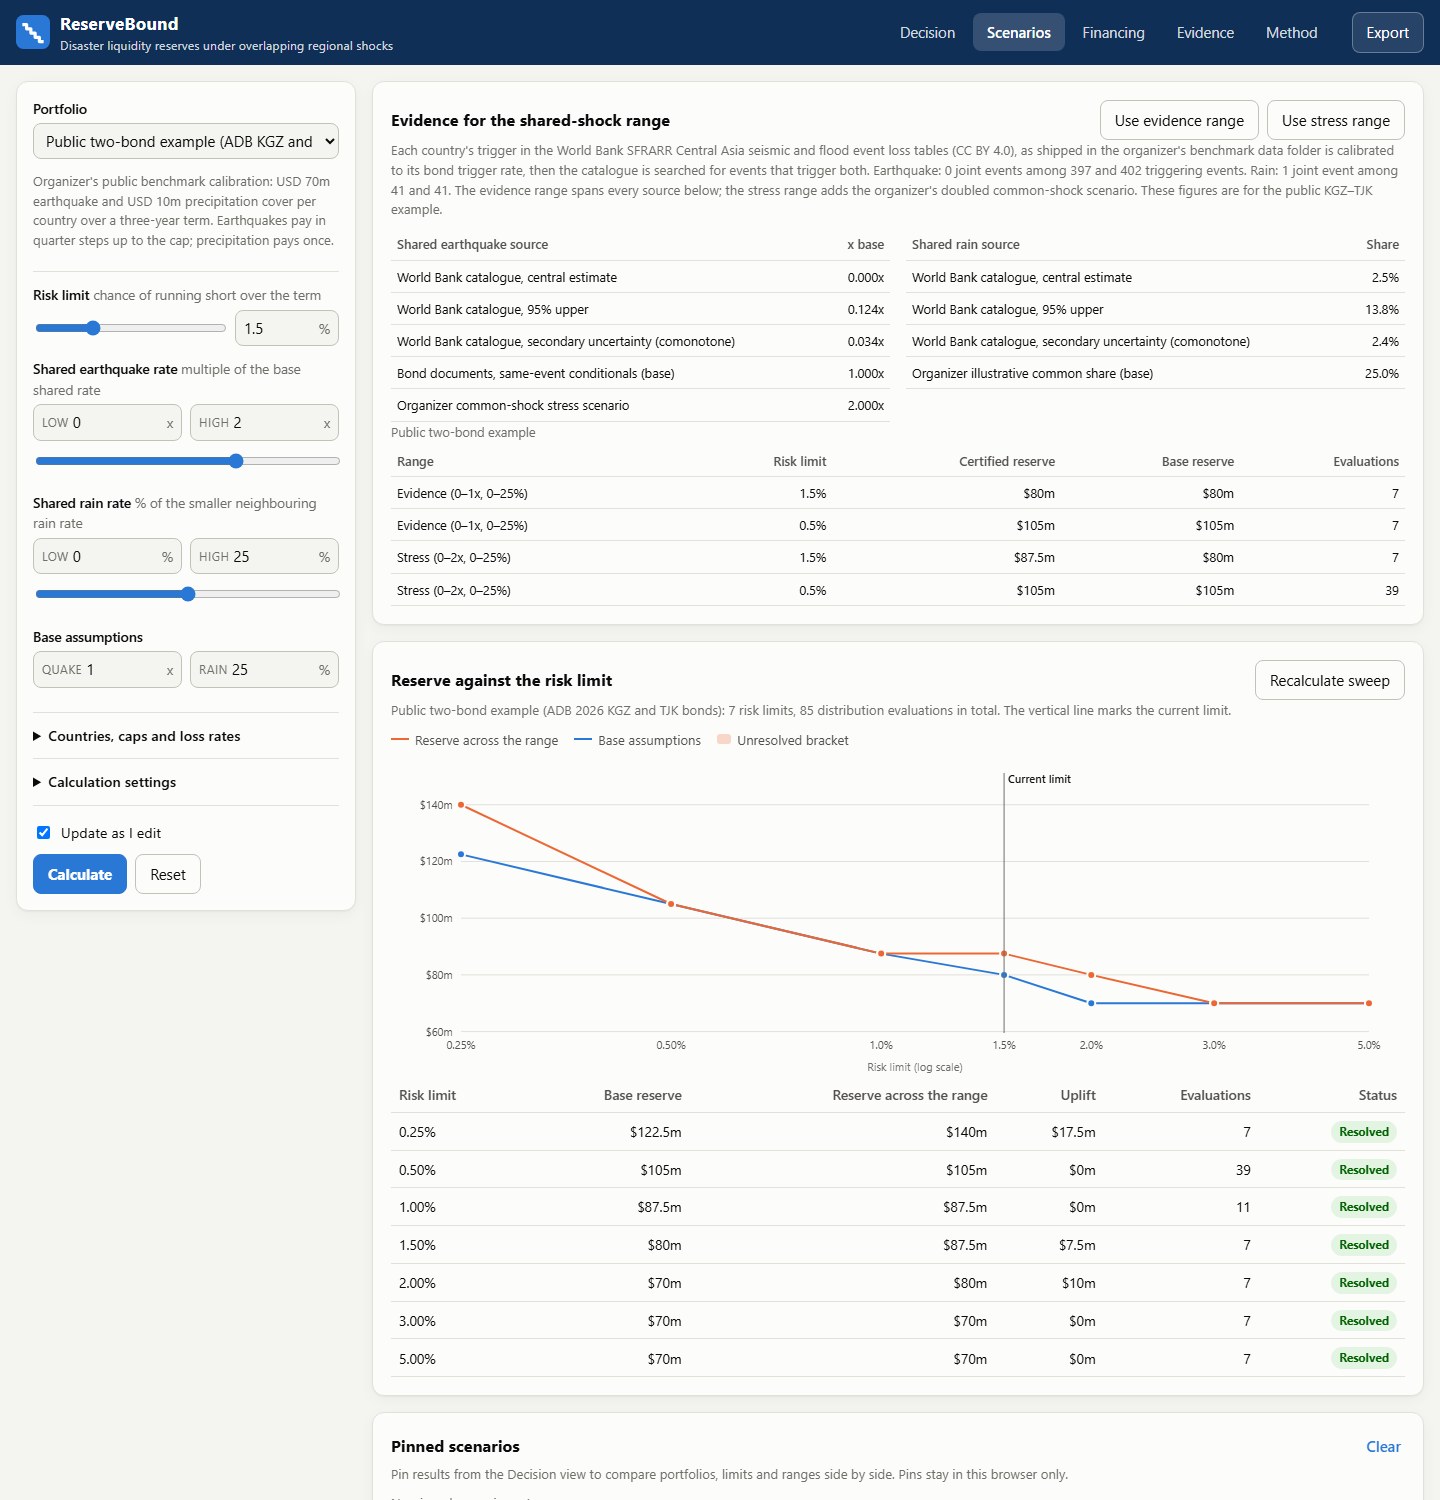 ReserveBound
Disaster liquidity reserves under overlapping regional shocks
Decision Scenarios Financing Evidence Method Export
Portfolio
Public two-bond example (ADB KGZ and
Organizer's public benchmark calibration: USD 70m
earthquake and USD 10m precipitation cover per
country over a three-year term. Earthquakes pay in
quarter steps up to the cap; precipitation pays once.
Risk limit chance of running short over the term
1.5 %
Shared earthquake rate multiple of the base
shared rate
LOW 0 x HIGH 2 x
Shared rain rate % of the smaller neighbouring
rain rate
LOW 0 % HIGH 25 %
Base assumptions
QUAKE 1 x RAIN 25 %
Countries, caps and loss rates
Calculation settings
Update as I edit
Calculate Reset
Evidence for the shared-shock range
Use evidence range Use stress range
Each country's trigger in the World Bank SFRARR Central Asia seismic and flood event loss tables (CC BY 4.0), as shipped in the organizer's benchmark data folder is calibrated
to its bond trigger rate, then the catalogue is searched for events that trigger both. Earthquake: 0 joint events among 397 and 402 triggering events. Rain: 1 joint event among
41 and 41. The evidence range spans every source below; the stress range adds the organizer's doubled common-shock scenario. These figures are for the public KGZ–TJK
example.
Shared earthquake source x base Shared rain source Share
World Bank catalogue, central estimate 0.000x World Bank catalogue, central estimate 2.5%
World Bank catalogue, 95% upper 0.124x World Bank catalogue, 95% upper 13.8%
World Bank catalogue, secondary uncertainty (comonotone) 0.034x World Bank catalogue, secondary uncertainty (comonotone) 2.4%
Bond documents, same-event conditionals (base) 1.000x Organizer illustrative common share (base) 25.0%
Organizer common-shock stress scenario 2.000x
Public two-bond example
Range Risk limit Certified reserve Base reserve Evaluations
Evidence (0–1x, 0–25%) 1.5% $80m $80m 7
Evidence (0–1x, 0–25%) 0.5% $105m $105m 7
Stress (0–2x, 0–25%) 1.5% $87.5m $80m 7
Stress (0–2x, 0–25%) 0.5% $105m $105m 39
Reserve against the risk limit
Recalculate sweep
Public two-bond example (ADB 2026 KGZ and TJK bonds): 7 risk limits, 85 distribution evaluations in total. The vertical line marks the current limit.
Reserve across the range Base assumptions Unresolved bracket
Current limit
$140m
$120m
$100m
$80m
$60m
0.25% 0.50% 1.0% 1.5% 2.0% 3.0% 5.0%
Risk limit (log scale)
Risk limit Base reserve Reserve across the range Uplift Evaluations Status
0.25% $122.5m $140m $17.5m 7 Resolved
0.50% $105m $105m $0m 39 Resolved
1.00% $87.5m $87.5m $0m 11 Resolved
1.50% $80m $87.5m $7.5m 7 Resolved
2.00% $70m $80m $10m 7 Resolved
3.00% $70m $70m $0m 7 Resolved
5.00% $70m $70m $0m 7 Resolved
Pinned scenarios
Clear
Pin results from the Decision view to compare portfolios, limits and ranges side by side. Pins stay in this browser only.